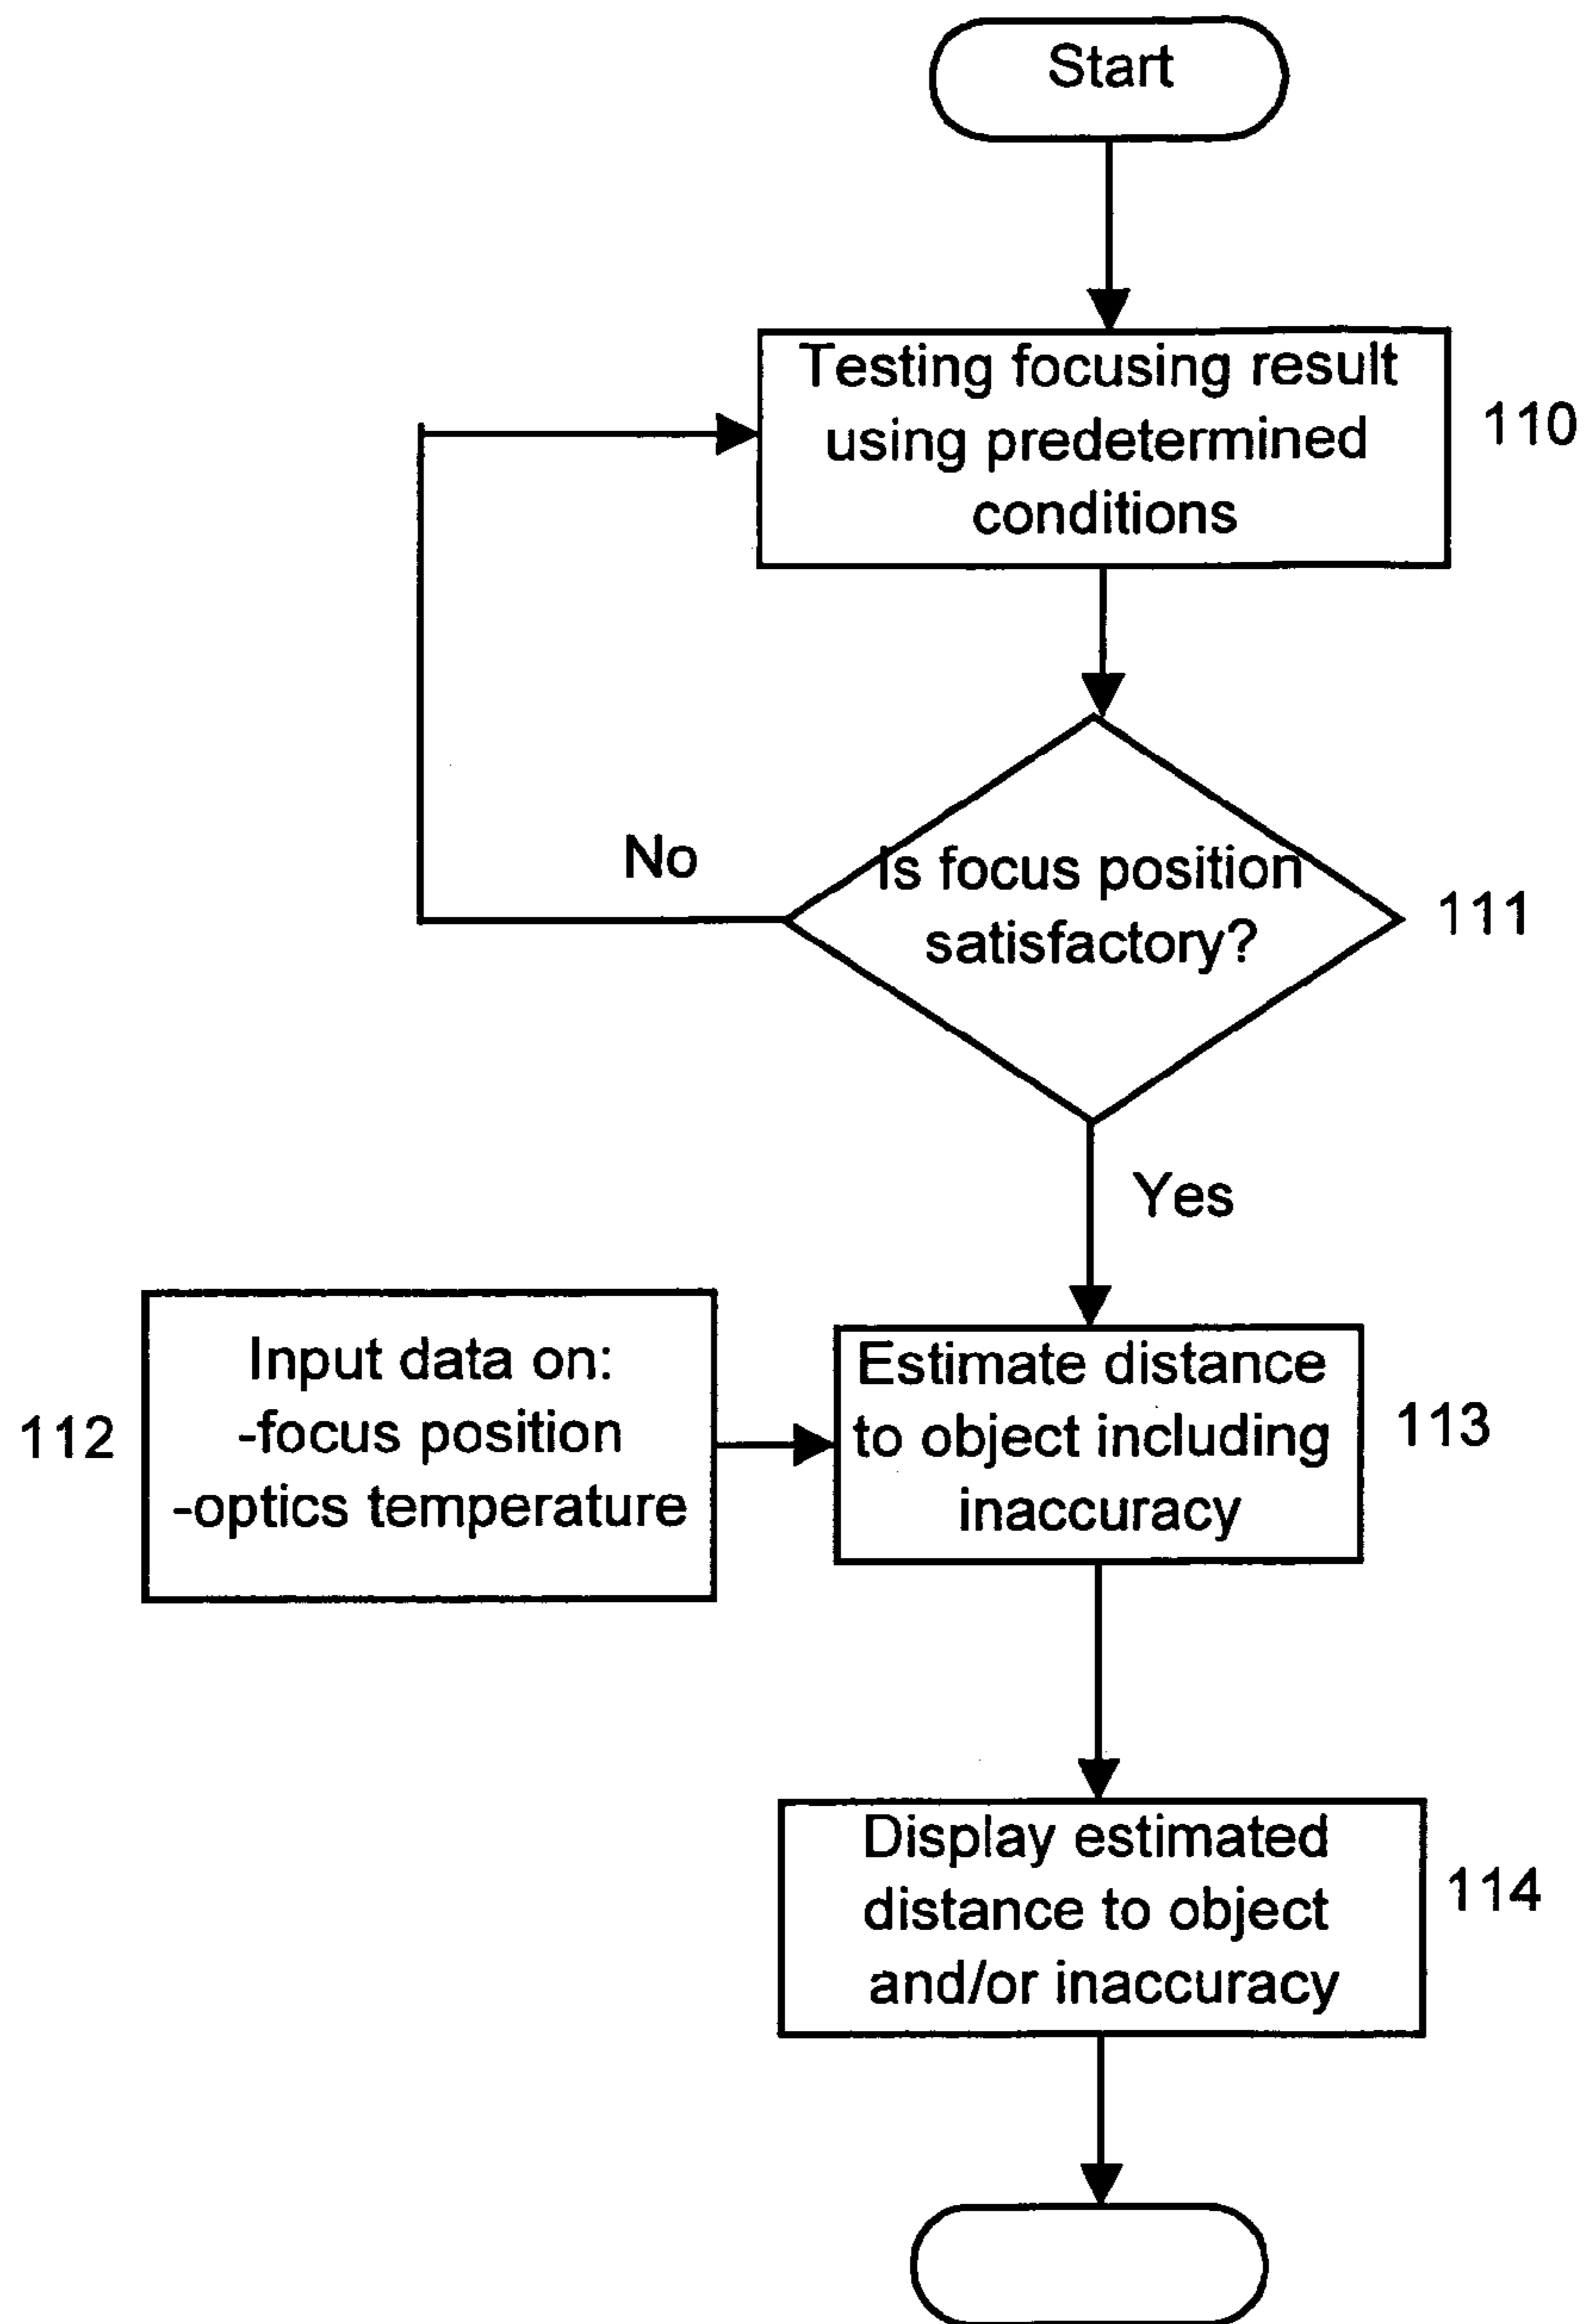 Start
Testing focusing result
using predetermined
conditions
110
No
Is focus position
satisfactory?
111
Yes
Input data on:
-focus position
-optics temperature
112
Estimate distance
to object including
inaccuracy
113
Display estimated
distance to object
and/or inaccuracy
114